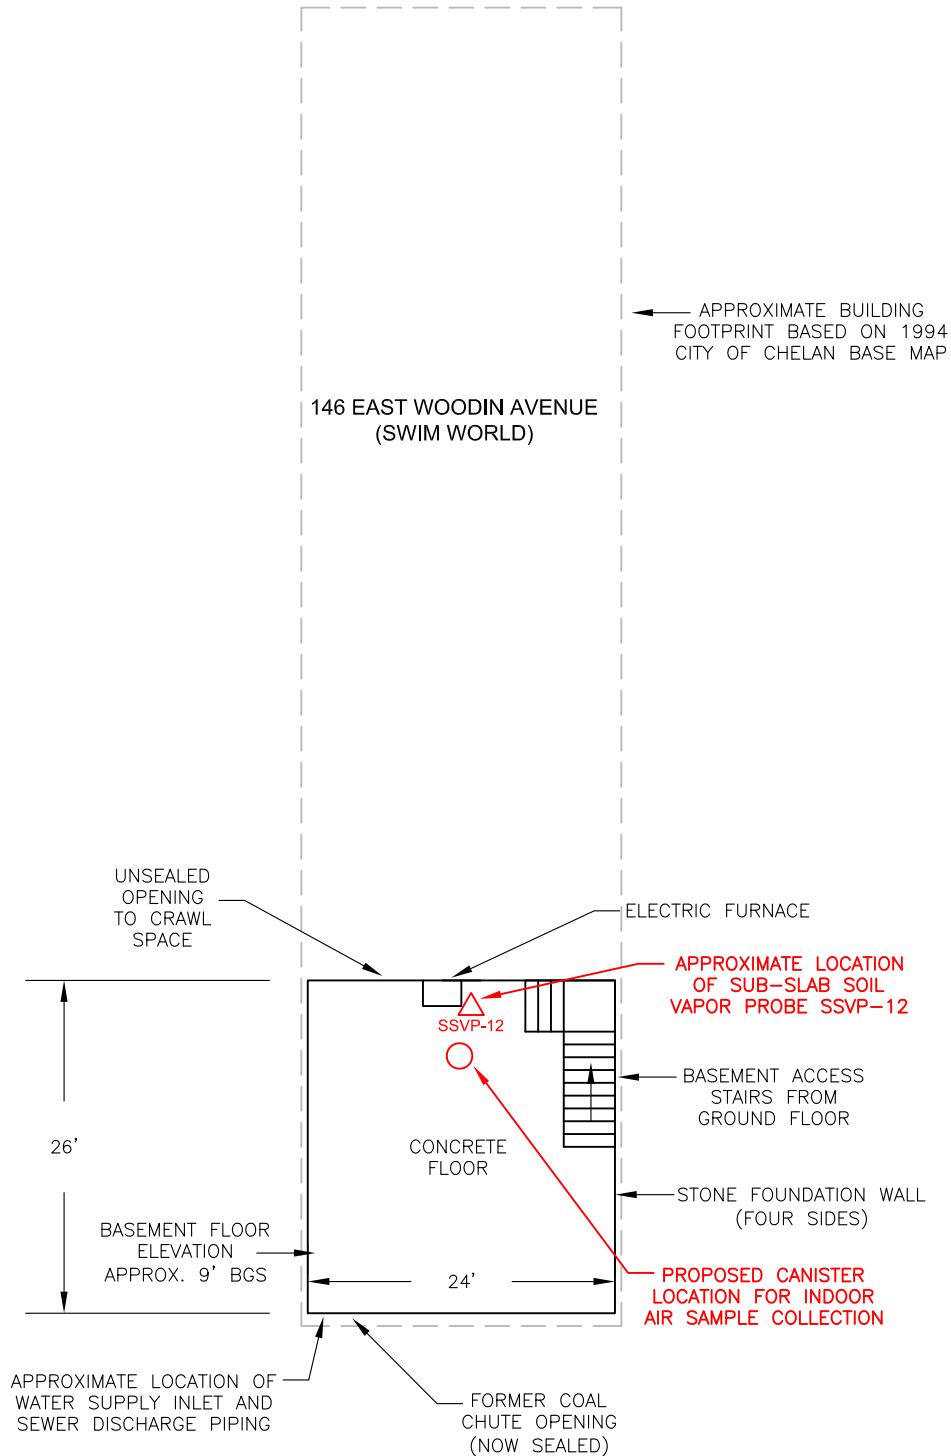 APPROXIMATE BUILDING
FOOTPRINT BASED ON 1994
CITY OF CHELAN BASE MAP
146 EAST WOODIN AVENUE
(SWIM WORLD)
UNSEALED
OPENING
TO CRAWL
SPACE
ELECTRIC FURNACE
APPROXIMATE LOCATION
OF SUB-SLAB SOIL
VAPOR PROBE SSVP-12
SSVP-12
BASEMENT ACCESS
STAIRS FROM
GROUND FLOOR
26'
CONCRETE
FLOOR
STONE FOUNDATION WALL
(FOUR SIDES)
BASEMENT FLOOR
ELEVATION
APPROX. 9' BGS
24'
PROPOSED CANISTER
LOCATION FOR INDOOR
AIR SAMPLE COLLECTION
APPROXIMATE LOCATION OF
WATER SUPPLY INLET AND
SEWER DISCHARGE PIPING
FORMER COAL
CHUTE OPENING
(NOW SEALED)